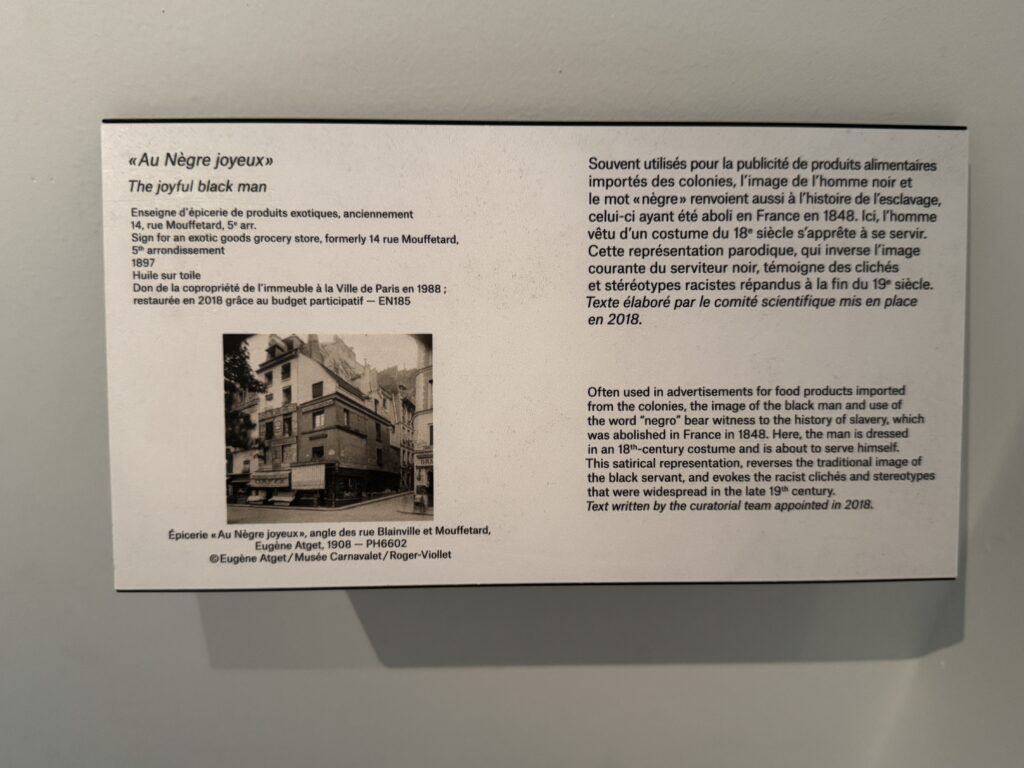 «Au Nègre joyeux»
The joyful black man
Enseigne d'épicerie de produits exotiques, anciennement
14, rue Mouffetard, 5e arr.
Sign for an exotic goods grocery store, formerly 14 rue Mouffetard,
5th arrondissement
1897
Huile sur toile
Don de la copropriété de l'immeuble à la Ville de Paris en 1988 ;
restaurée en 2018 grâce au budget participatif — EN185
Épicerie «Au Nègre joyeux», angle des rue Blainville et Mouffetard,
Eugène Atget, 1908 — PH6602
©Eugène Atget/Musée Carnavalet/Roger-Viollet
Souvent utilisés pour la publicité de produits alimentaires
importés des colonies, l'image de l'homme noir et
le mot «nègre» renvoient aussi à l'histoire de l'esclavage,
celui-ci ayant été aboli en France en 1848. Ici, l'homme
vêtu d'un costume du 18e siècle s'apprête à se servir.
Cette représentation parodique, qui inverse l'image
courante du serviteur noir, témoigne des clichés
et stéréotypes racistes répandus à la fin du 19e siècle.
Texte élaboré par le comité scientifique mis en place
en 2018.
Often used in advertisements for food products imported
from the colonies, the image of the black man and use of
the word "negro" bear witness to the history of slavery, which
was abolished in France in 1848. Here, the man is dressed
in an 18th-century costume and is about to serve himself.
This satirical representation, reverses the traditional image of
the black servant, and evokes the racist clichés and stereotypes
that were widespread in the late 19th century.
Text written by the curatorial team appointed in 2018.